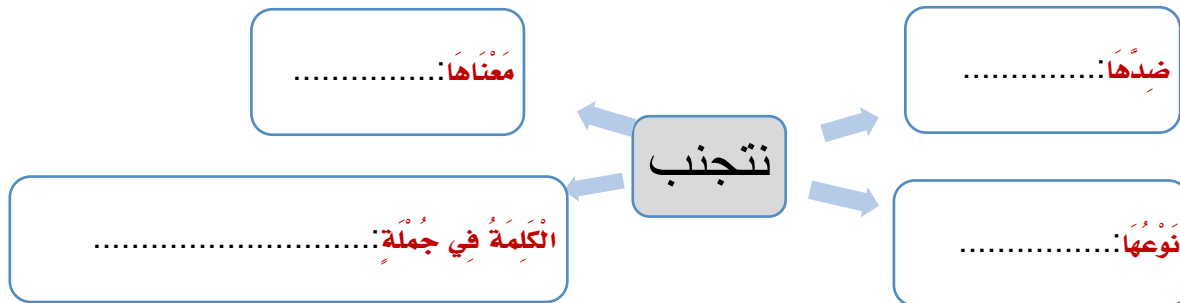 ضِدَّهَا:..............
مَعْنَاهَا:...............
نتجنب
نَوْعُهَا:................
الْكَلِمَةُ فِي جُمْلَةٍ:.............................